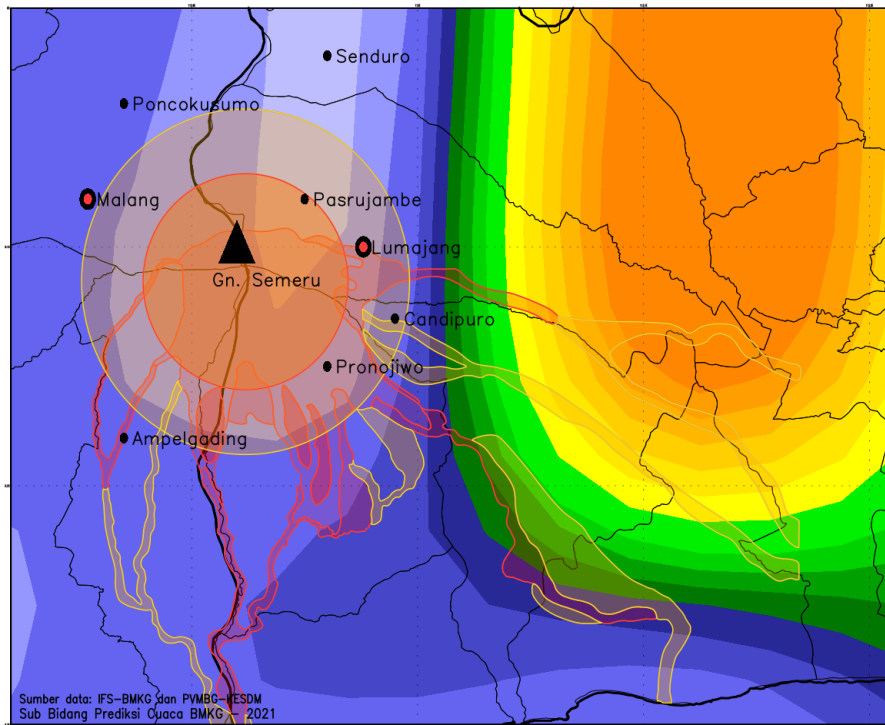 Senduro
Poncokusumo
Malang
Pasrujambe
Lumajang
Gn. Semeru
Candipuro
Pronojiwo
Ampelgading
Sumber data: IFS-BMKG dan PVMBG-KESDM
Sub Bidang Prediksi Cuaca BMKG - 2021